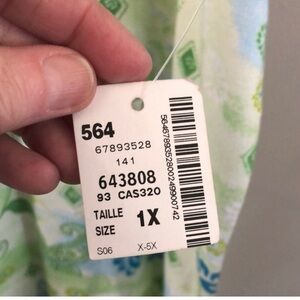 564
67893528
141
643808
93 CAS320
TAILLE
SIZE 1X
S06 X-5X